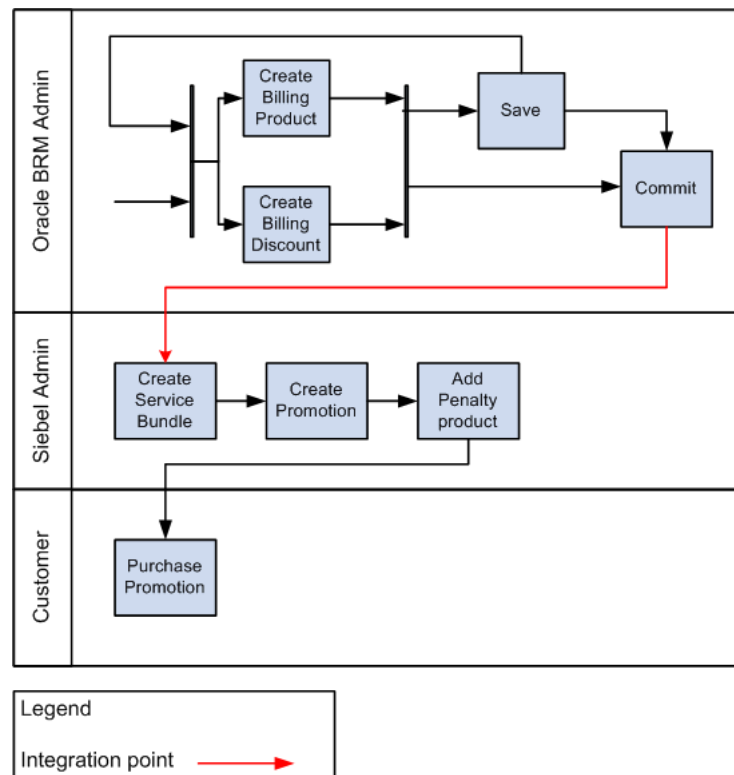 Oracle BRM Admin
Create
Billing
Product
Create
Billing
Discount
Save
Commit
Siebel Admin
Create
Service
Bundle
Create
Promotion
Add
Penalty
product
Customer
Purchase
Promotion
Legend
Integration point